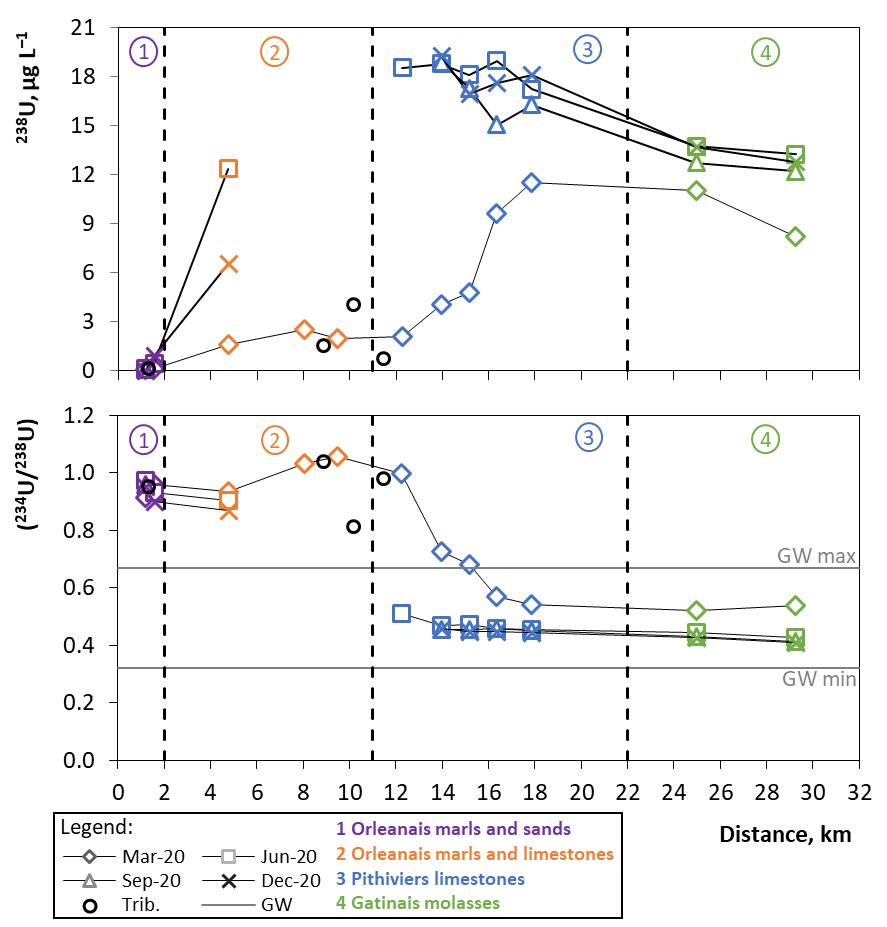 ²³⁸U, µg L⁻¹
21
18
15
12
9
6
3
0
1
2
3
4
(²³⁴U/²³⁸U)
1.2
1.0
0.8
0.6
0.4
0.2
0.0
1
2
3
4
GW max
GW min
0 2 4 6 8 10 12 14 16 18 20 22 24 26 28 30 32
Distance, km
Legend:
Mar-20 Jun-20
Sep-20 Dec-20
Trib. GW
1 Orleanais marls and sands
2 Orleanais marls and limestones
3 Pithiviers limestones
4 Gatinais molasses